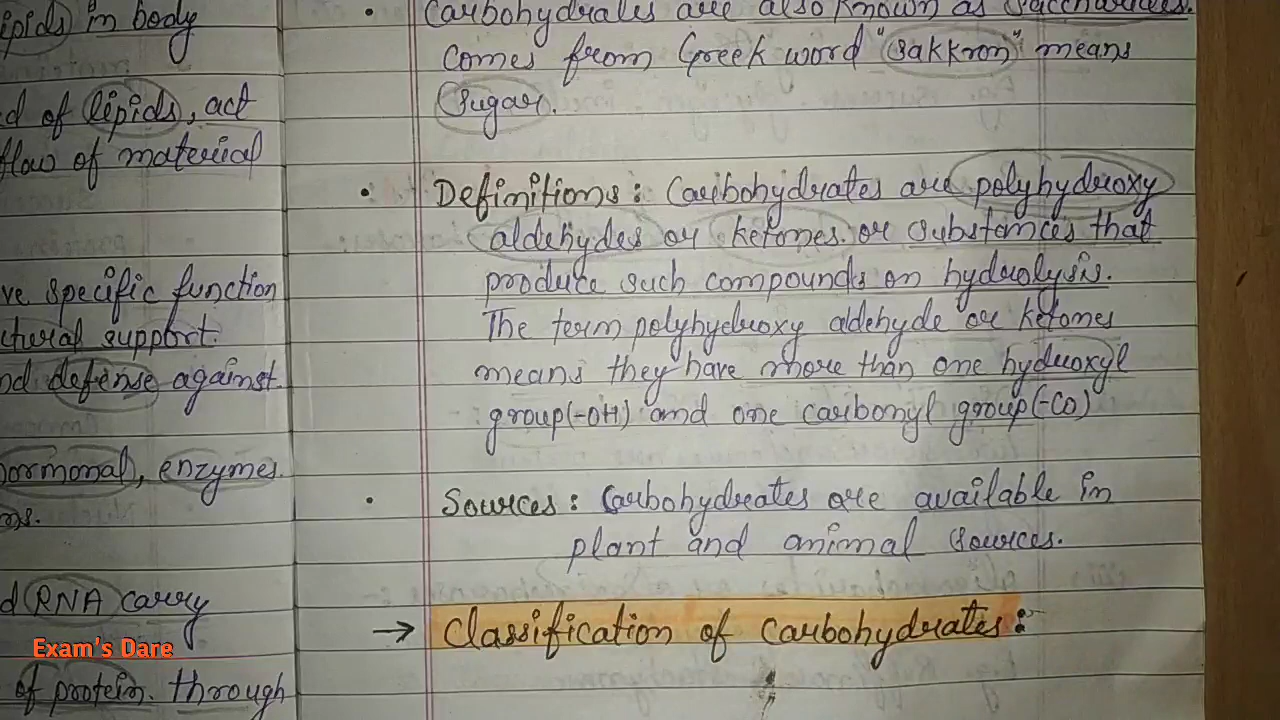 lipids in body
d of lipids, act
flow of material
ve specific function
ctural support.
nd defense against
hormonal, enzymes.
ns.
d RNA carry
Exam's Dare
of protein. through
Carbohydrates are also known as Saccharides.
comes from Greek word "Sakkron" means
Sugar.
• Definitions: Carbohydrates are polyhydroxy
aldehydes or ketones. or substances that
produce such compounds on hydrolysis.
The term polyhydroxy aldehyde or ketones
means they have more than one hydroxyl
group(-OH) and one carbonyl group(-CO)
• Sources: Carbohydrates are available in
plant and animal sources.
→ Classification of Carbohydrates:-